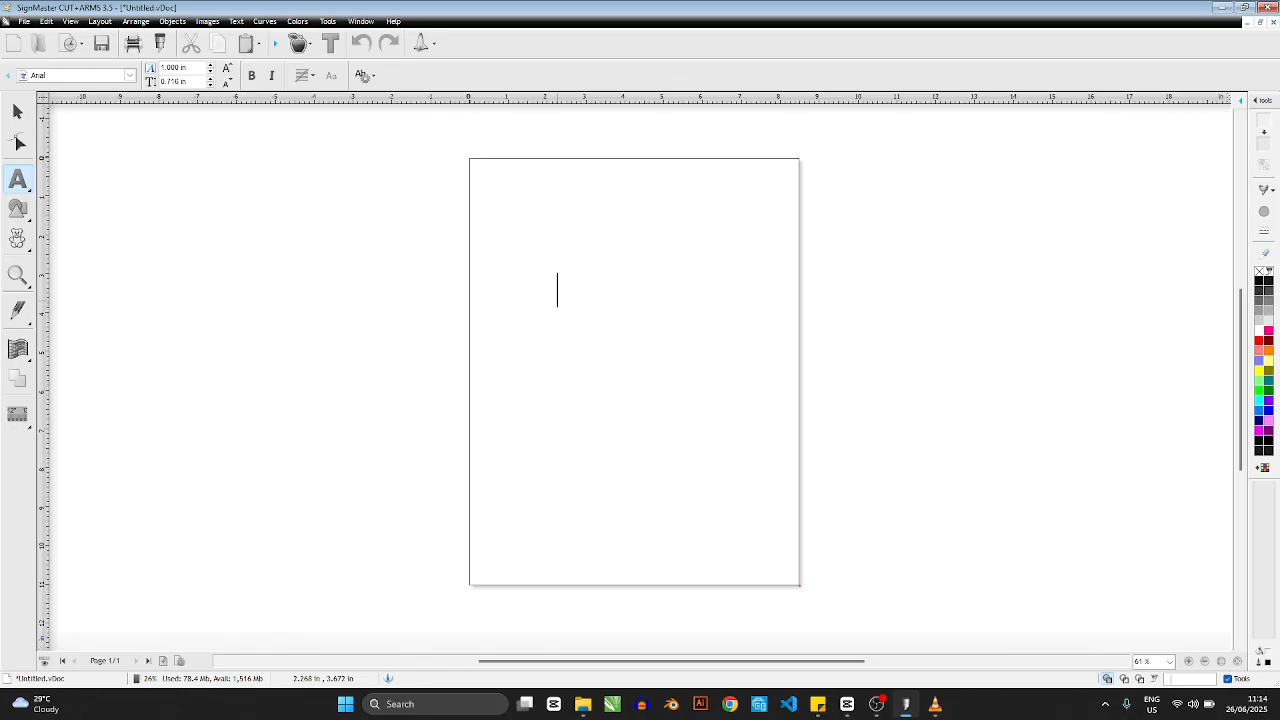 SignMaster CUT+ARMS 3.5 - [*Untitled.vDoc]
File Edit View Layout Arrange Objects Images Text Curves Colors Tools Window Help
Arial
1.000 in
0.716 in
B I Aa
Tools
Page 1/1
61 %
*Untitled.vDoc
26% Used: 78.4 Mb, Avail: 1,516 Mb
2.268 in , 3.672 in
Tools
29°C
Cloudy
Search
ENG
US
11:14
26/06/2025